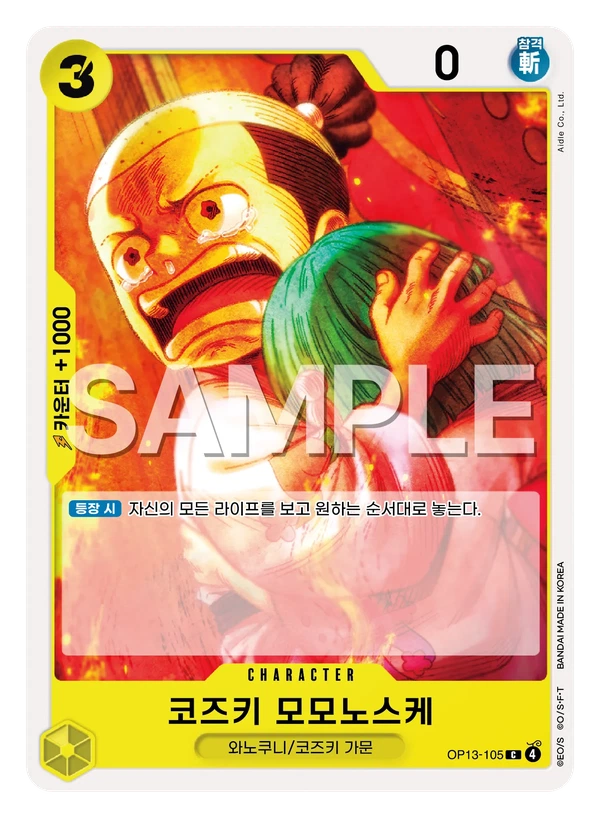 3
0
참격
斬
Aidle Co., Ltd.
카운터 +1000
SAMPLE
등장 시 자신의 모든 라이프를 보고 원하는 순서대로 놓는다.
CHARACTER
코즈키 모모노스케
와노쿠니/코즈키 가문
OP13-105 C 4
©EO/S ©O/S·F·T BANDAI MADE IN KOREA